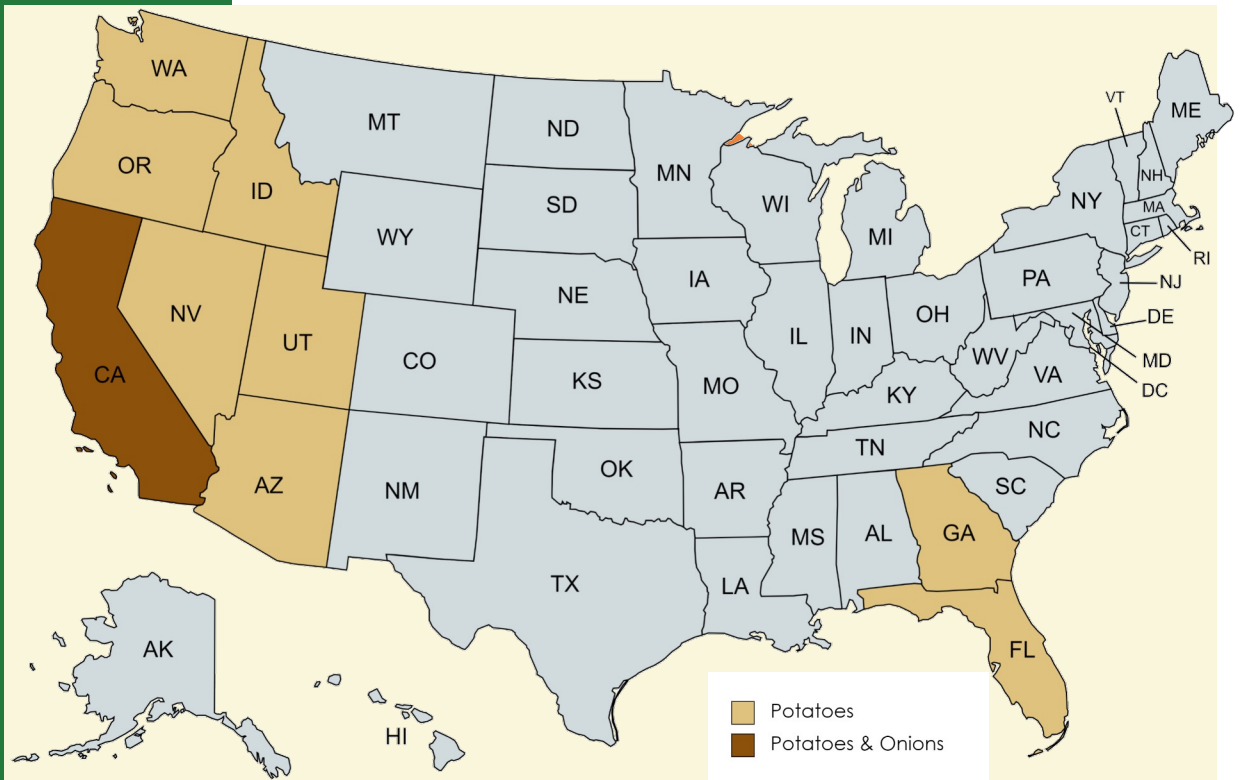 WA
MT
ND
MN
VT
ME
OR
ID
SD
WI
MI
NY
NH
MA
CT
RI
WY
NE
IA
PA
NJ
NV
UT
CO
KS
MO
IL
IN
OH
WV
VA
DE
MD
DC
CA
KY
AZ
NM
OK
AR
TN
NC
SC
TX
LA
MS
AL
GA
AK
HI
FL
Potatoes
Potatoes & Onions